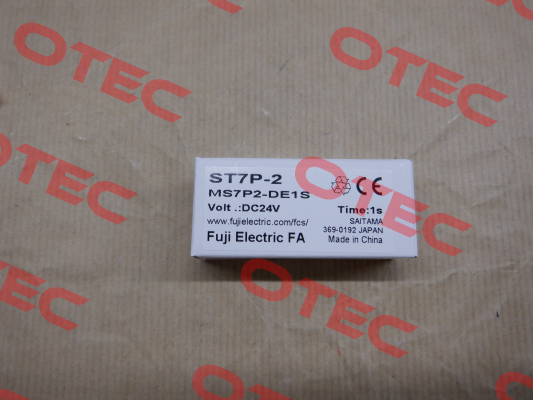 OTEC
OTEC
ST7P-2
MS7P2-DE1S
CE
Volt .:DC24V
Time:1s
www.fujielectric.com/fcs/
SAITAMA
369-0192 JAPAN
Fuji Electric FA
Made in China
OTEC
OTEC
OTEC
OTEC